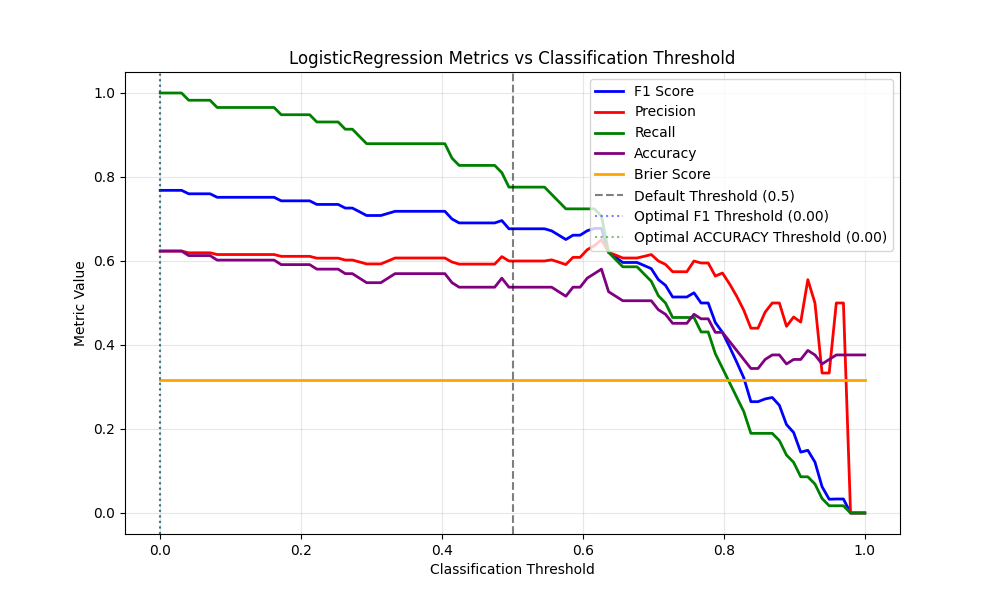 LogisticRegression Metrics vs Classification Threshold
F1 Score
Precision
Recall
Accuracy
Brier Score
Default Threshold (0.5)
Optimal F1 Threshold (0.00)
Optimal ACCURACY Threshold (0.00)
Metric Value
1.0
0.8
0.6
0.4
0.2
0.0
0.0 0.2 0.4 0.6 0.8 1.0
Classification Threshold